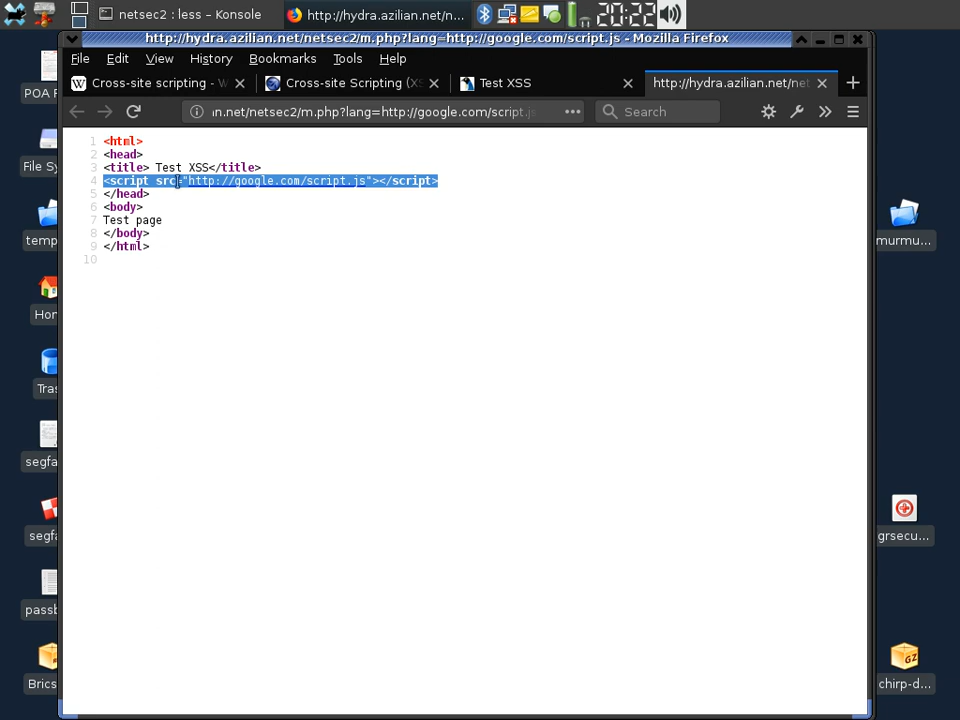 netsec2 : less – Konsole
http://hydra.azilian.net/n...
20:22
http://hydra.azilian.net/netsec2/m.php?lang=http://google.com/script.js - Mozilla Firefox
File Edit View History Bookmarks Tools Help
Cross-site scripting - W
Cross-site Scripting (X
Test XSS
http://hydra.azilian.net/net
ın.net/netsec2/m.php?lang=http://google.com/script.js
Search
1 <html>
2 <head>
3 <title> Test XSS</title>
4 <script src="http://google.com/script.js"></script>
5 </head>
6 <body>
7 Test page
8 </body>
9 </html>
10
POA F
File Sy
temp
Hor
Tras
segfa
segfa
passb
Brics
murmu...
grsecu...
chirp-d...